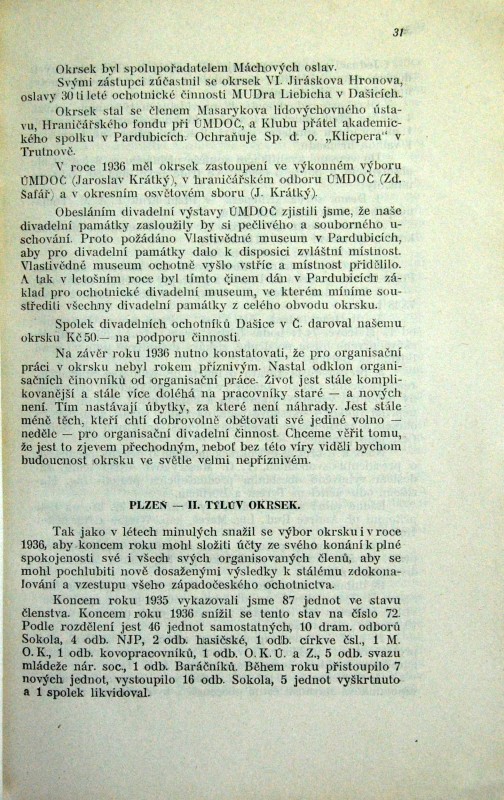 31
Okrsek byl spolupořadatelem Máchových oslav.
Svými zástupci zúčastnil se okrsek VI. Jiráskova Hronova,
oslavy 30tileté ochotnické činnosti MUDra Liebicha v Dašicích.
Okrsek stal se členem Masarykova lidovýchovného ústa-
vu, Hraničářského fondu při ÚMDOČ, a Klubu přátel akademic-
kého spolku v Pardubicích. Ochraňuje Sp. d. o. „Klicpera" v
Trutnově.
V roce 1936 měl okrsek zastoupení ve výkonném výboru
ÚMDOČ (Jaroslav Krátký), v hraničářském odboru ÚMDOČ (Zd.
Šafář) a v okresním osvětovém sboru (J. Krátký).
Obesláním divadelní výstavy ÚMDOČ zjistili jsme, že naše
divadelní památky zasloužily by si pečlivého a souborného u-
schování. Proto požádáno Vlastivědné museum v Pardubicích,
aby pro divadelní památky dalo k disposici zvláštní místnost.
Vlastivědné museum ochotně vyšlo vstříc a místnost přidělilo.
A tak v letošním roce byl tímto činem dán v Pardubicích zá-
klad pro ochotnické divadelní museum, ve kterém míníme sou-
středili všechny divadelní památky z celého obvodu okrsku.
Spolek divadelních ochotníků Dašice v Č. daroval našemu
okrsku Kč 50.— na podporu činnosti.
Na závěr roku 1936 nutno konstatovati, že pro organisační
práci v okrsku nebyl rokem příznivým. Nastal odklon organi-
sačních činovníků od organisační práce. Život jest stále kompli-
kovanější a stále více doléhá na pracovníky staré — a nových
není. Tím nastávají úbytky, za které není náhrady. Jest stále
méně těch, kteří chtí dobrovolně obětovati své jediné volno —
neděle — pro organisační divadelní činnost. Chceme věřit tomu,
že jest to zjevem přechodným, neboť bez této víry viděli bychom
budoucnost okrsku ve světle velmi nepříznivém.
PLZEŇ — II. TYLŮV OKRSEK.
Tak jako v létech minulých snažil se výbor okrsku i v roce
1936, aby koncem roku mohl složiti účty ze svého konání k plné
spokojenosti své i všech svých organisovaných členů, aby se
mohl pochlubiti nově dosaženými výsledky k stálému zdokona-
lování a vzestupu všeho západočeského ochotnictva.
Koncem roku 1935 vykazovali jsme 87 jednot ve stavu
členstva. Koncem roku 1936 snížil se tento stav na číslo 72.
Podle rozdělení jest 46 jednot samostatných, 10 dram. odborů
Sokola, 4 odb. NJP, 2 odb. hasičské, 1 odb. církve čsl., 1 M.
O. K., 1 odb. kovopracovníků, 1 odb. O. K. Ú. a Z., 5 odb. svazu
mládeže nár. soc., 1 odb. Baráčníků. Během roku přistoupilo 7
nových jednot, vystoupilo 16 odb. Sokola, 5 jednot vyškrtnuto
a 1 spolek likvidoval.